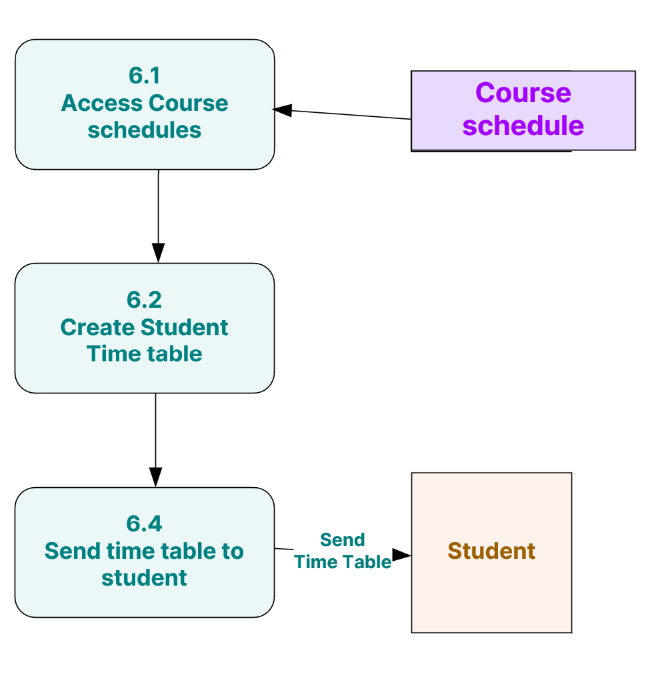 6.1
Access Course
schedules
Course
schedule
6.2
Create Student
Time table
6.4
Send time table to
student
Send
Time Table
Student